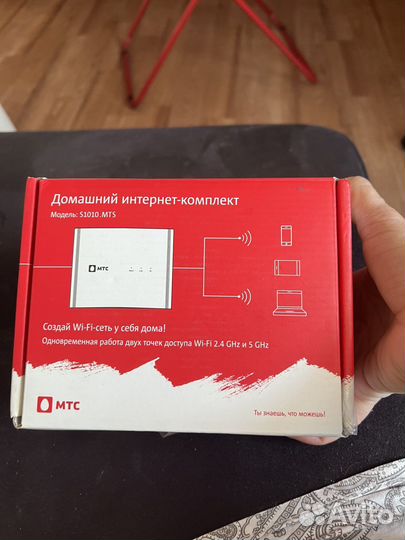 Домашний интернет-комплект
Модель: S1010.MTS
МТС
Создай Wi-Fi-сеть у себя дома!
Одновременная работа двух точек доступа Wi-Fi 2.4 GHz и 5 GHz
МТС
Ты знаешь, что можешь!
Avito